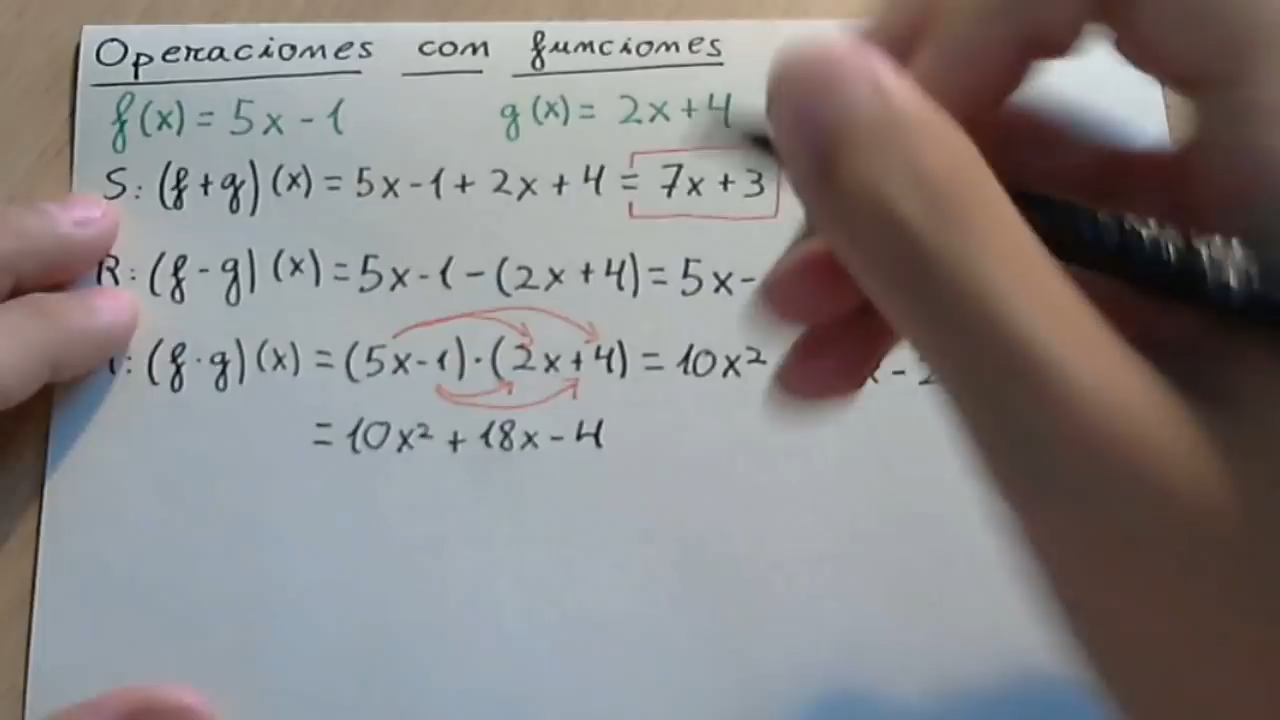 Operaciones con funciones
f(x) = 5x - 1 g(x) = 2x + 4
S: (f+g)(x) = 5x - 1 + 2x + 4 = 7x + 3
R: (f - g)(x) = 5x - 1 - (2x + 4) = 5x -
: (f · g)(x) = (5x - 1) · (2x + 4) = 10x² x - 2
= 10x² + 18x - 4